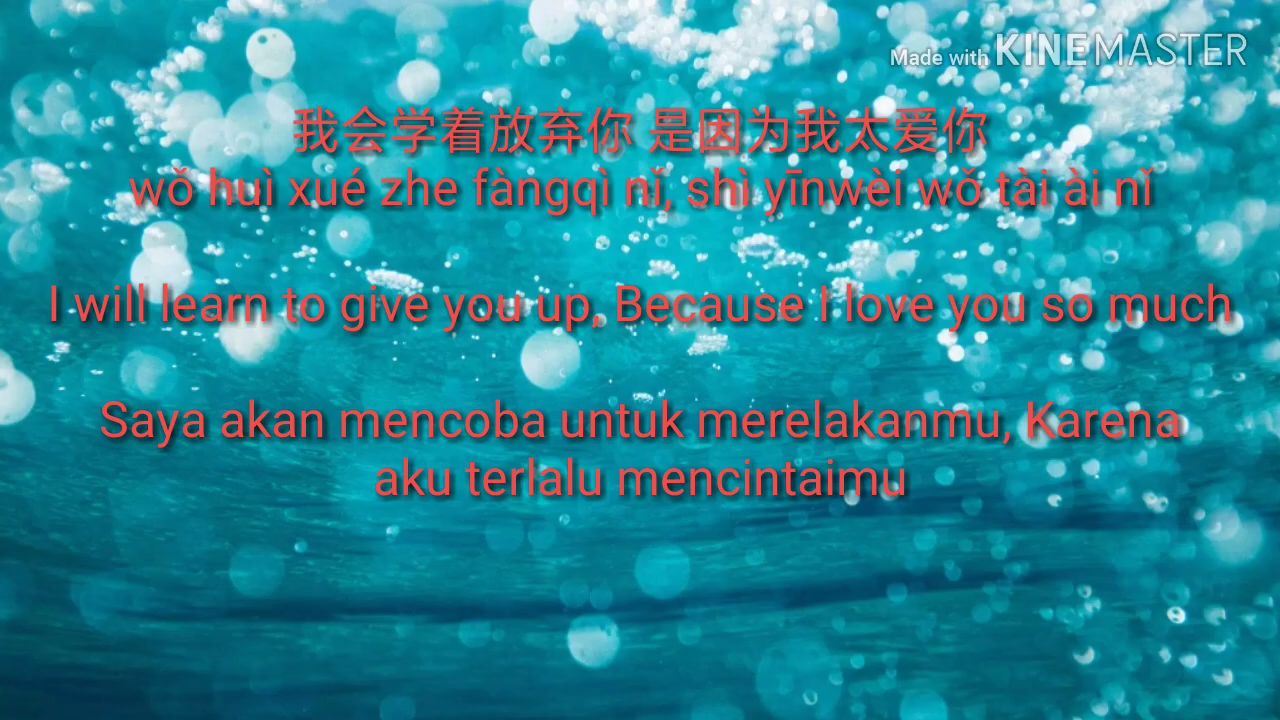 Made with KINEMASTER
我会学着放弃你 是因为我太爱你
wǒ huì xué zhe fàngqì nǐ, shì yīnwèi wǒ tài ài nǐ
I will learn to give you up, Because I love you so much
Saya akan mencoba untuk merelakanmu, Karena
aku terlalu mencintaimu